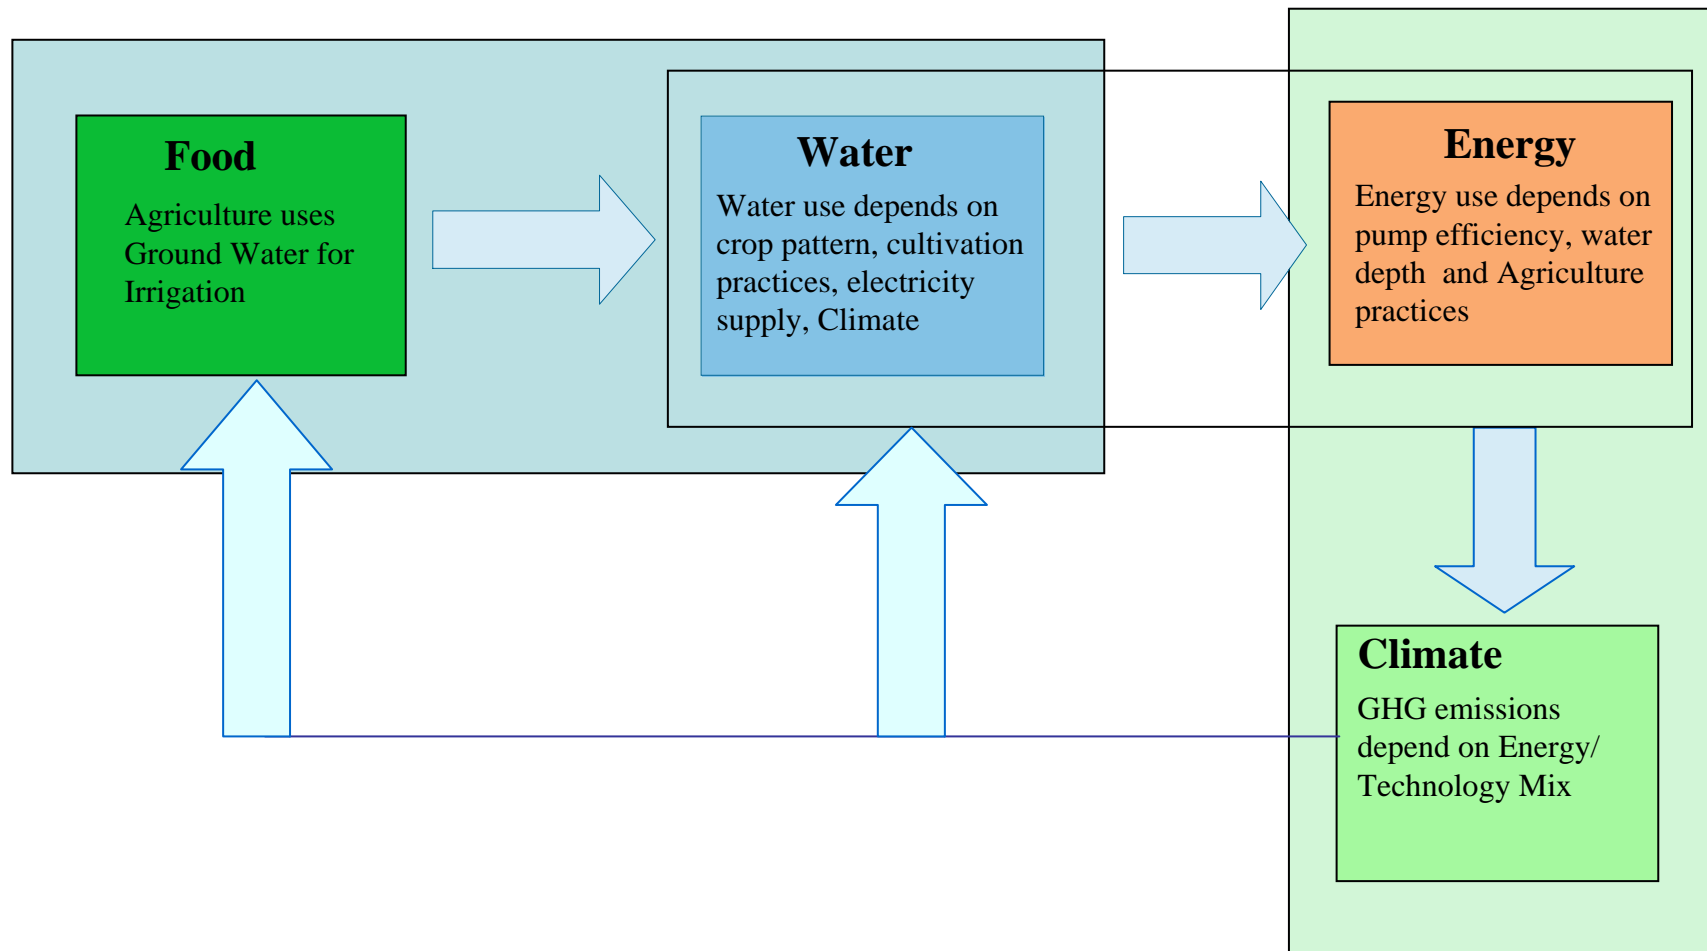 Food
Agriculture uses
Ground Water for
Irrigation
Water
Water use depends on
crop pattern, cultivation
practices, electricity
supply, Climate
Energy
Energy use depends on
pump efficiency, water
depth and Agriculture
practices
Climate
GHG emissions
depend on Energy/
Technology Mix